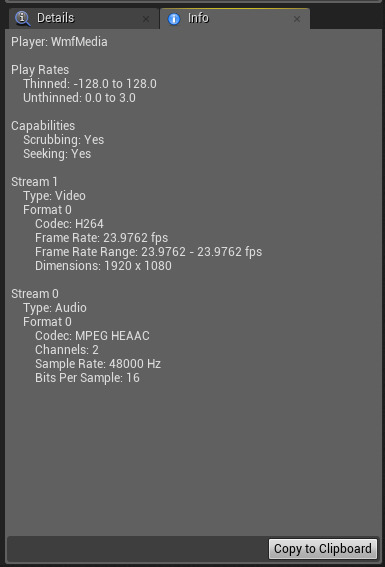 Details
Info
Player: WmfMedia
Play Rates
Thinned: -128.0 to 128.0
Unthinned: 0.0 to 3.0
Capabilities
Scrubbing: Yes
Seeking: Yes
Stream 1
Type: Video
Format 0
Codec: H264
Frame Rate: 23.9762 fps
Frame Rate Range: 23.9762 - 23.9762 fps
Dimensions: 1920 x 1080
Stream 0
Type: Audio
Format 0
Codec: MPEG HEAAC
Channels: 2
Sample Rate: 48000 Hz
Bits Per Sample: 16
Copy to Clipboard